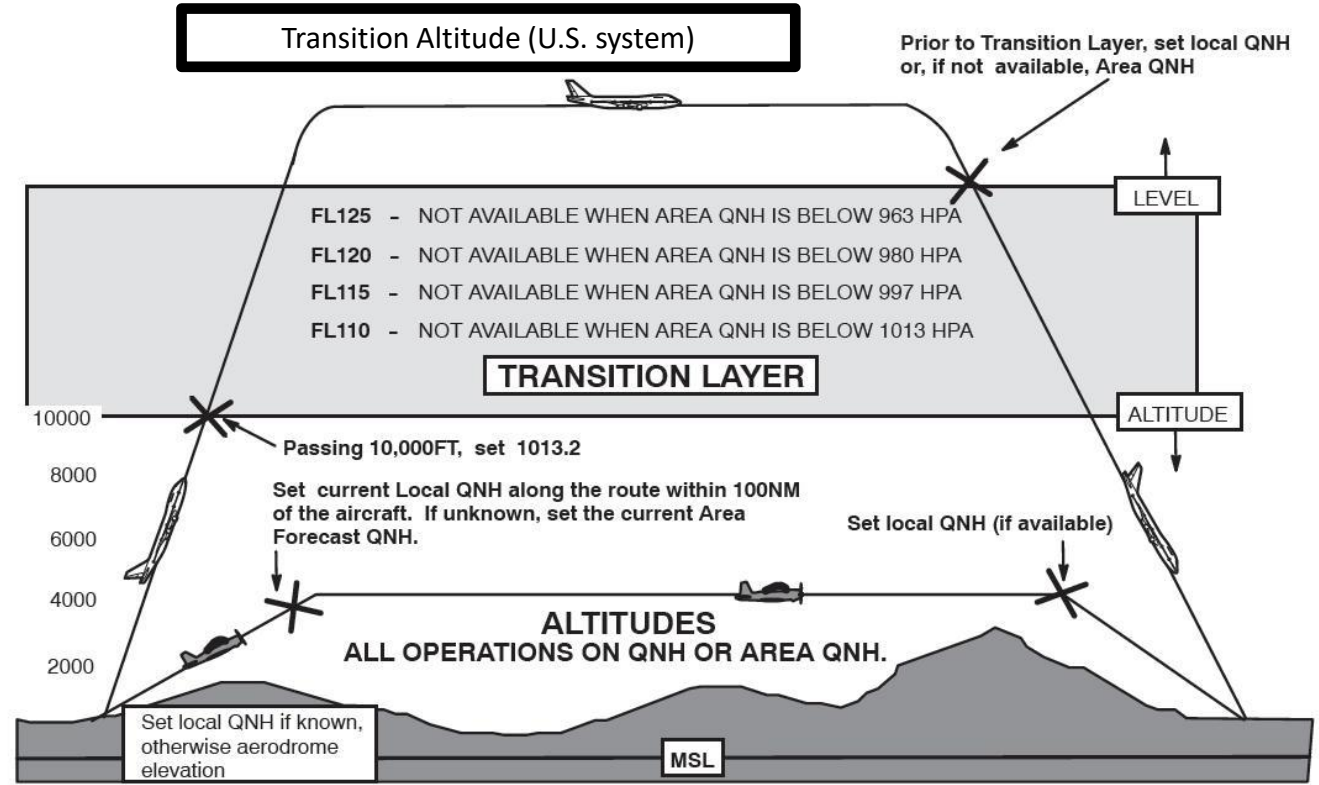 Transition Altitude (U.S. system)
Prior to Transition Layer, set local QNH
or, if not available, Area QNH
LEVEL
FL125 - NOT AVAILABLE WHEN AREA QNH IS BELOW 963 HPA
FL120 - NOT AVAILABLE WHEN AREA QNH IS BELOW 980 HPA
FL115 - NOT AVAILABLE WHEN AREA QNH IS BELOW 997 HPA
FL110 - NOT AVAILABLE WHEN AREA QNH IS BELOW 1013 HPA
TRANSITION LAYER
10000
ALTITUDE
Passing 10,000FT, set 1013.2
8000
Set current Local QNH along the route within 100NM
of the aircraft. If unknown, set the current Area
Forecast QNH.
Set local QNH (if available)
6000
4000
ALTITUDES
ALL OPERATIONS ON QNH OR AREA QNH.
2000
Set local QNH if known,
otherwise aerodrome
elevation
MSL